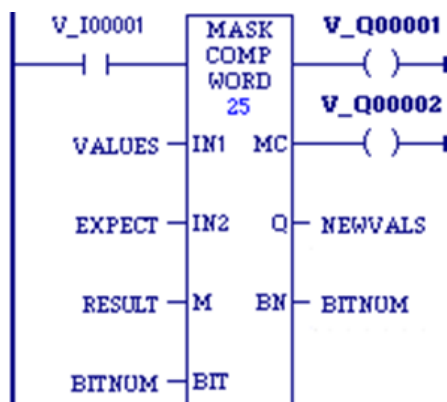 V_I00001 MASK V_Q00001
COMP
WORD
25 V_Q00002
VALUES IN1 MC
EXPECT IN2 Q NEWVALS
RESULT M BN BITNUM
BITNUM BIT